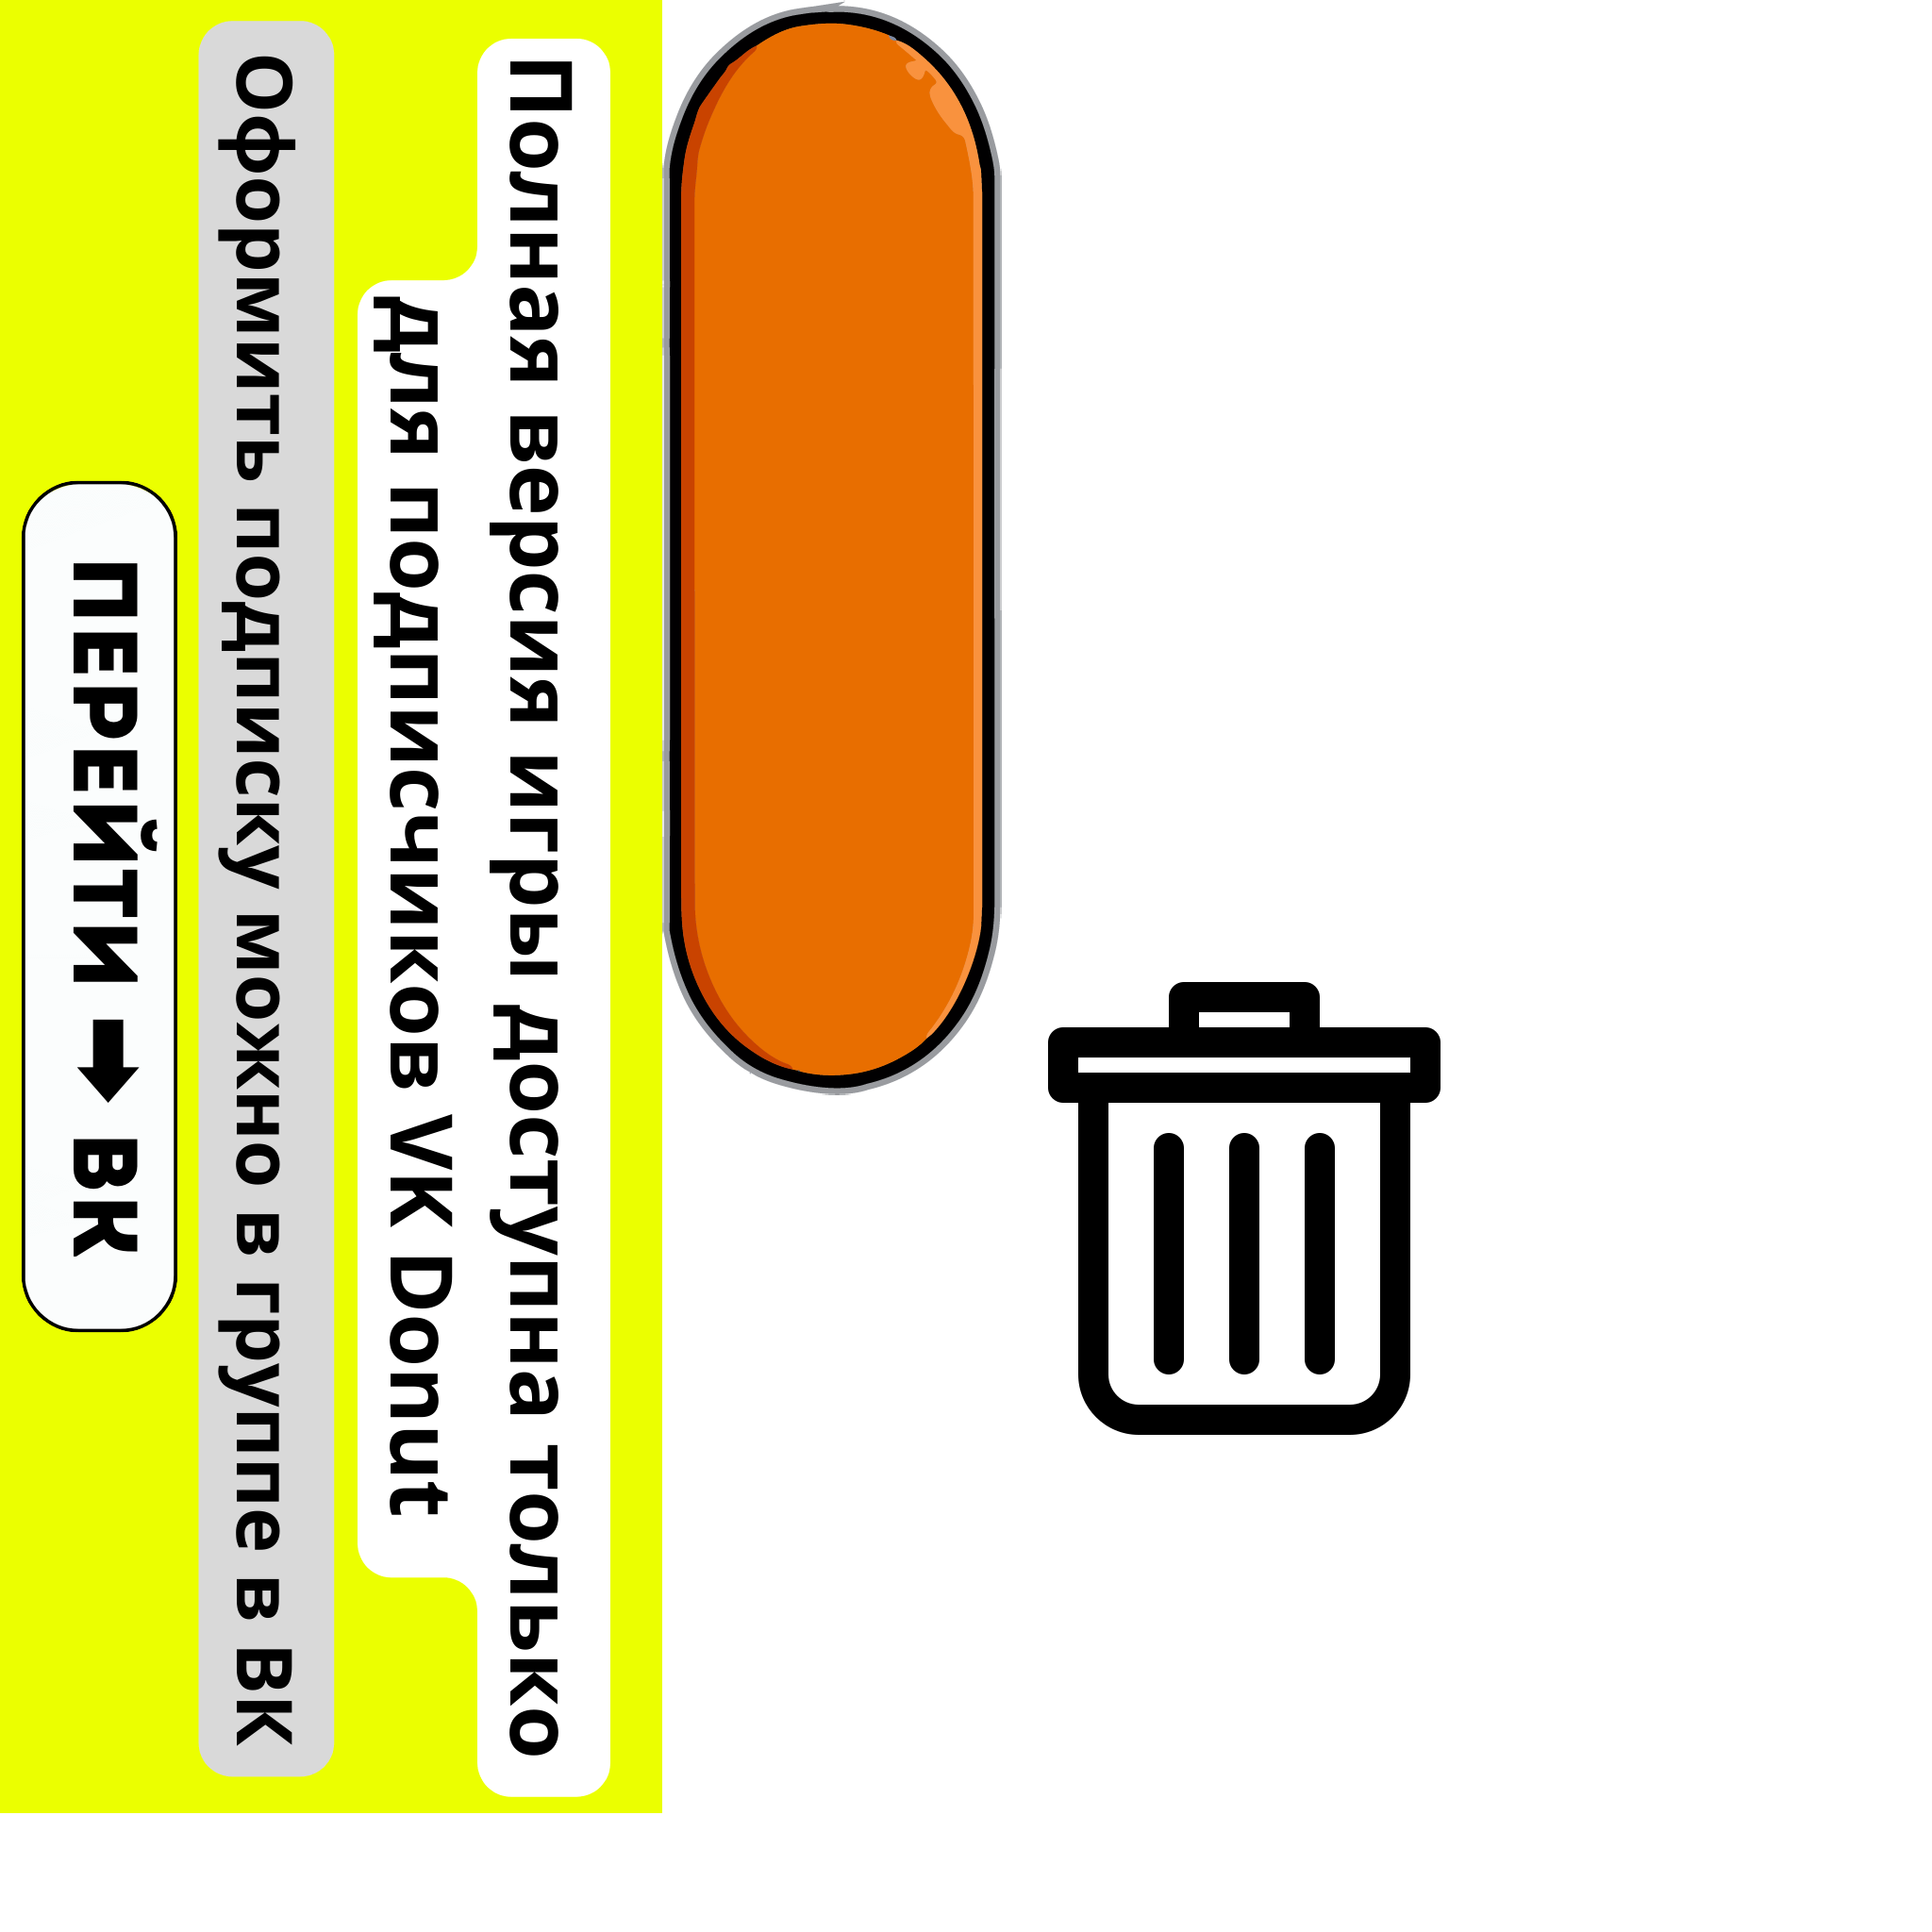 Полная версия игры доступна только
для подписчиков VK Donut
Оформить подписку можно в группе в ВК
ПЕРЕЙТИ ➡ ВК